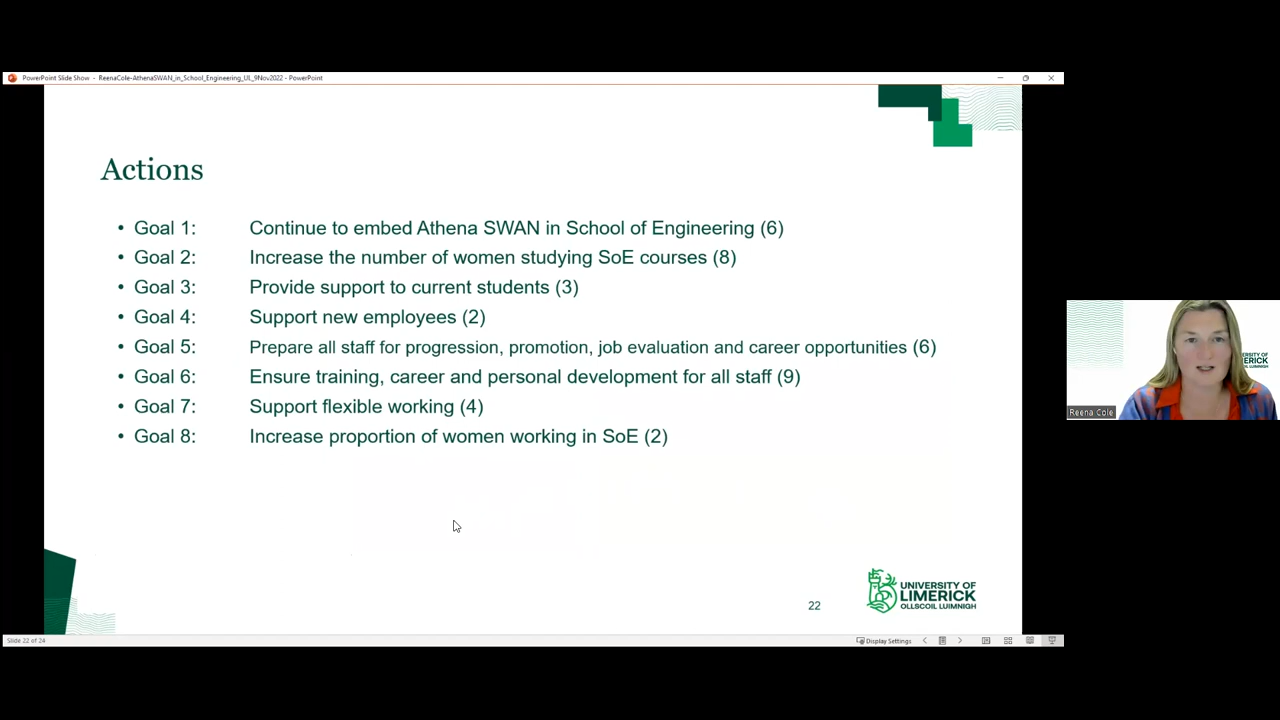 PowerPoint Slide Show - ReenaCole-AthenaSWAN_in_School_Engineering_UL_9Nov2022 - PowerPoint
Actions
• Goal 1: Continue to embed Athena SWAN in School of Engineering (6)
• Goal 2: Increase the number of women studying SoE courses (8)
• Goal 3: Provide support to current students (3)
• Goal 4: Support new employees (2)
• Goal 5: Prepare all staff for progression, promotion, job evaluation and career opportunities (6)
• Goal 6: Ensure training, career and personal development for all staff (9)
• Goal 7: Support flexible working (4)
• Goal 8: Increase proportion of women working in SoE (2)
ERSITY OF
ERICK
Reena Cole
22
UNIVERSITY OF
LIMERICK
OLLSCOIL LUIMNIGH
Slide 22 of 24
Display Settings